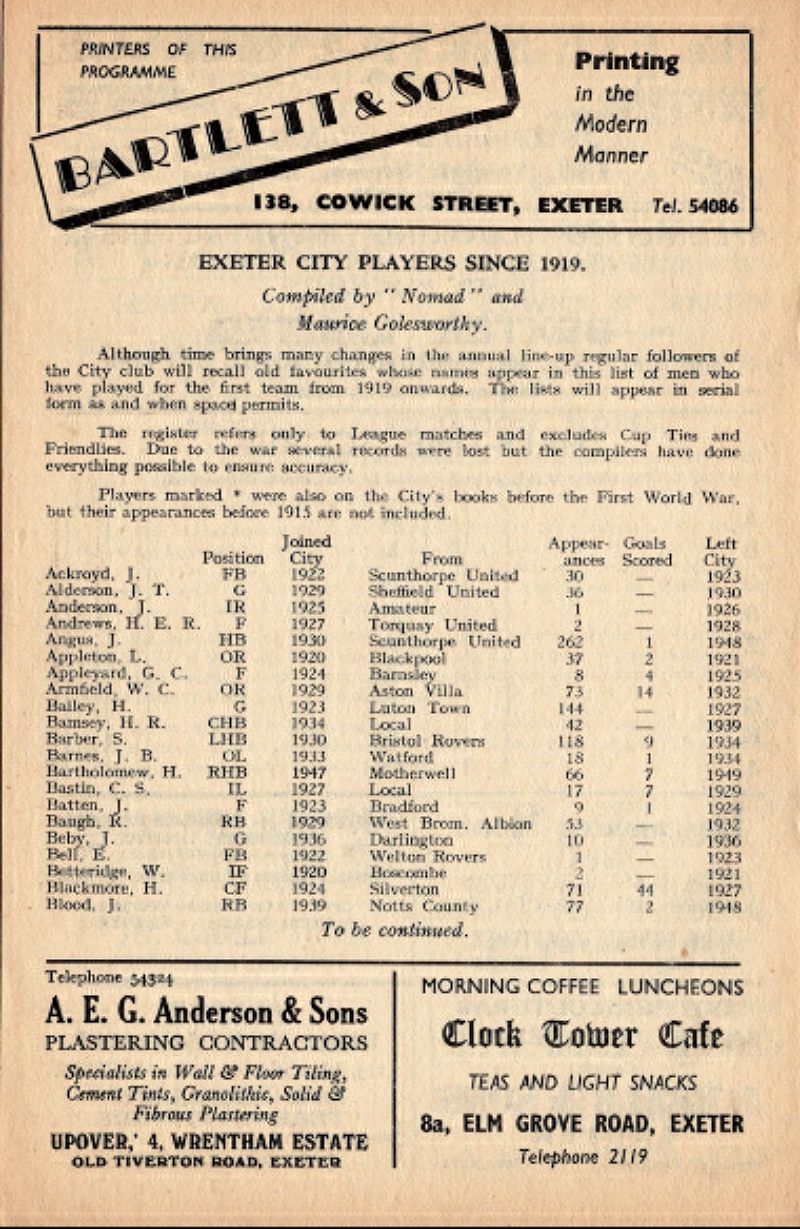 PRINTERS OF THIS
PROGRAMME
BARTLETT & SON
Printing
in the
Modern
Manner
138, COWICK STREET, EXETER Tel. 54086
EXETER CITY PLAYERS SINCE 1919.
Compiled by "Nomad" and
Maurice Golesworthy.
Although time brings many changes in the annual line-up regular followers of
the City club will recall old favourites whose names appear in this list of men who
have played for the first team from 1919 onwards. The lists will appear in serial
form as and when space permits.
The register refers only to League matches and excludes Cup Ties and
Friendlies. Due to the war several records were lost but the compilers have done
everything possible to ensure accuracy.
Players marked * were also on the City's books before the First World War,
but their appearances before 1915 are not included.
Joined Appear- Goals Left
Position City From ances Scored City
Ackroyd, J. FB 1922 Scunthorpe United 30 — 1923
Alderson, J. T. G 1929 Sheffield United 36 — 1930
Anderson, J. IR 1925 Amateur 1 — 1926
Andrews, H. E. R. F 1927 Torquay United 2 — 1928
Angus, J. HB 1930 Scunthorpe United 262 1 1948
Appleton, L. OR 1920 Blackpool 37 2 1921
Appleyard, G. C. F 1924 Barnsley 8 4 1925
Armfield, W. C. OR 1929 Aston Villa 73 14 1932
Bailey, H. G 1923 Luton Town 144 — 1927
Bamsey, H. R. CHB 1934 Local 42 — 1939
Barber, S. LHB 1930 Bristol Rovers 118 9 1934
Barnes, J. B. OL 1933 Watford 18 1 1934
Bartholomew, H. RHB 1947 Motherwell 66 7 1949
Bastin, C. S. IL 1927 Local 17 7 1929
Batten, J. F 1923 Bradford 9 1 1924
Baugh, R. RB 1929 West Brom. Albion 53 — 1932
Beby, J. G 1936 Darlington 10 — 1936
Bell, E. FB 1922 Welton Rovers 1 — 1923
Betteridge, W. IF 1920 Boscombe 2 — 1921
Blackmore, H. CF 1924 Silverton 71 44 1927
Blood, J. RB 1939 Notts County 77 2 1948
To be continued.
Telephone 54324
A. E. G. Anderson & Sons
PLASTERING CONTRACTORS
Specialists in Wall & Floor Tiling,
Cement Tints, Granolithic, Solid &
Fibrous Plastering
UPOVER,' 4, WRENTHAM ESTATE
OLD TIVERTON ROAD, EXETER
MORNING COFFEE LUNCHEONS
Clock Tower Cafe
TEAS AND LIGHT SNACKS
8a, ELM GROVE ROAD, EXETER
Telephone 2119